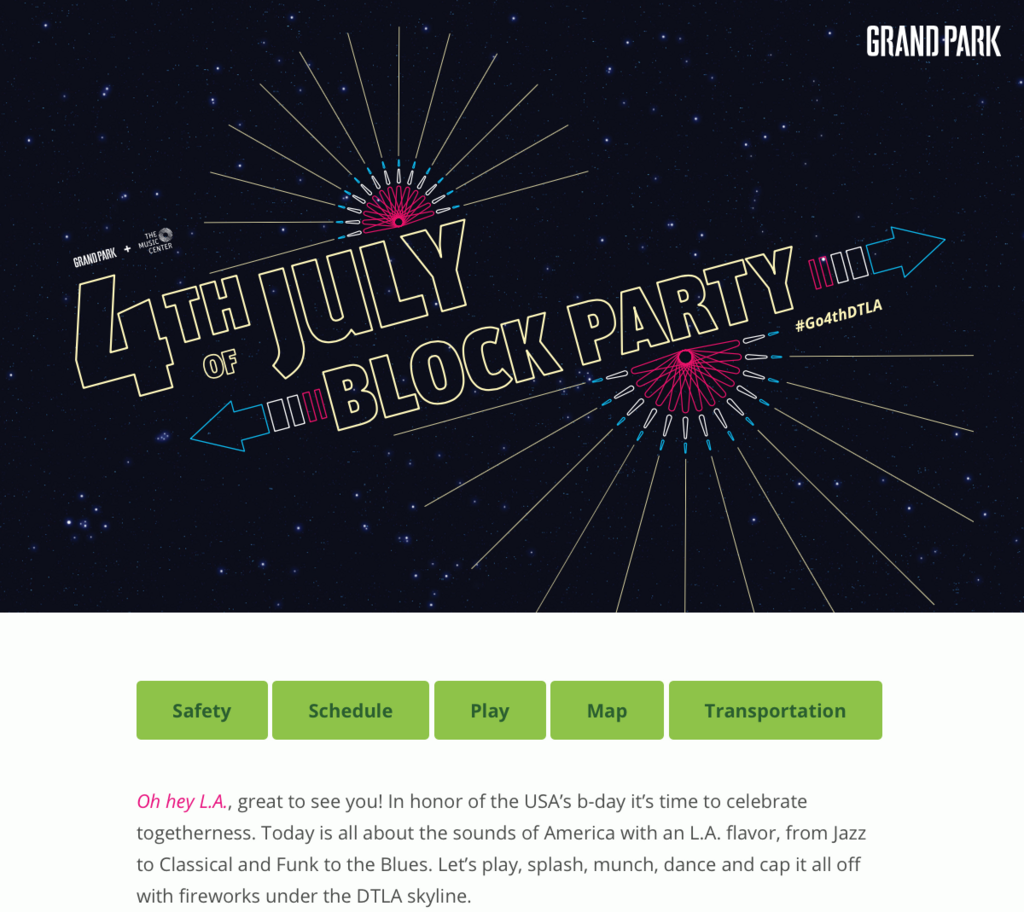 GRAND PARK
GRAND PARK + THE MUSIC CENTER
4TH OF JULY
BLOCK PARTY
#Go4thDTLA
Safety Schedule Play Map Transportation
Oh hey L.A., great to see you! In honor of the USA’s b-day it’s time to celebrate
togetherness. Today is all about the sounds of America with an L.A. flavor, from Jazz
to Classical and Funk to the Blues. Let’s play, splash, munch, dance and cap it all off
with fireworks under the DTLA skyline.